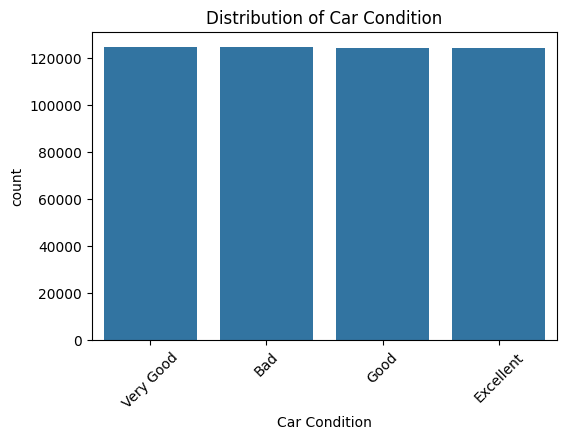 Distribution of Car Condition
count
120000
100000
80000
60000
40000
20000
0
Very Good
Bad
Good
Excellent
Car Condition